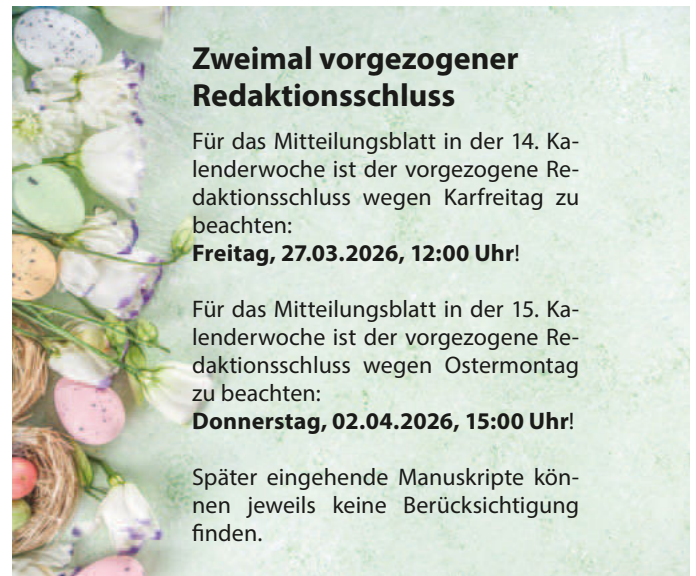 Zweimal vorgezogener
Redaktionsschluss
Für das Mitteilungsblatt in der 14. Ka-
lenderwoche ist der vorgezogene Re-
daktionsschluss wegen Karfreitag zu
beachten:
Freitag, 27.03.2026, 12:00 Uhr!
Für das Mitteilungsblatt in der 15. Ka-
lenderwoche ist der vorgezogene Re-
daktionsschluss wegen Ostermontag
zu beachten:
Donnerstag, 02.04.2026, 15:00 Uhr!
Später eingehende Manuskripte kön-
nen jeweils keine Berücksichtigung
finden.